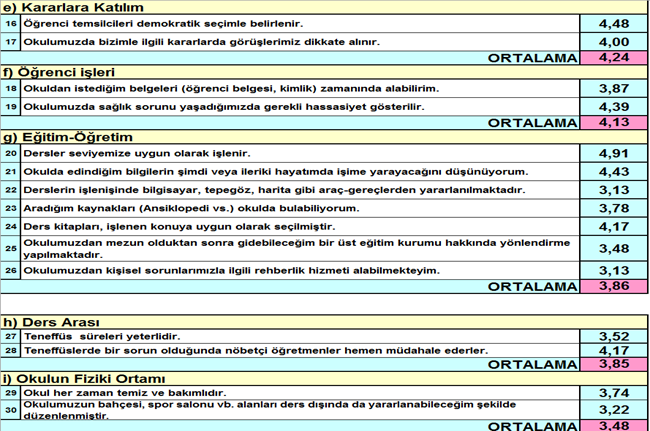 e) Kararlara Katılım
16 Öğrenci temsilcileri demokratik seçimle belirlenir. 4,48
17 Okulumuzda bizimle ilgili kararlarda görüşlerimiz dikkate alınır. 4,00
ORTALAMA 4,24
f) Öğrenci işleri
18 Okuldan istediğim belgeleri (öğrenci belgesi, kimlik) zamanında alabilirim. 3,87
19 Okulumuzda sağlık sorunu yaşadığımızda gerekli hassasiyet gösterilir. 4,39
ORTALAMA 4,13
g) Eğitim-Öğretim
20 Dersler seviyemize uygun olarak işlenir. 4,91
21 Okulda edindiğim bilgilerin şimdi veya ileriki hayatımda işime yarayacağını düşünüyorum. 4,43
22 Derslerin işlenişinde bilgisayar, tepegöz, harita gibi araç-gereçlerden yararlanılmaktadır. 3,13
23 Aradığım kaynakları (Ansiklopedi vs.) okulda bulabiliyorum. 3,78
24 Ders kitapları, işlenen konuya uygun olarak seçilmiştir. 4,17
25 Okulumuzdan mezun olduktan sonra gidebileceğim bir üst eğitim kurumu hakkında yönlendirme
yapılmaktadır. 3,48
26 Okulumuzdan kişisel sorunlarımızla ilgili rehberlik hizmeti alabilmekteyim. 3,13
ORTALAMA 3,86
h) Ders Arası
27 Teneffüs süreleri yeterlidir. 3,52
28 Teneffüslerde bir sorun olduğunda nöbetçi öğretmenler hemen müdahale ederler. 4,17
ORTALAMA 3,85
i) Okulun Fiziki Ortamı
29 Okul her zaman temiz ve bakımlıdır. 3,74
30 Okulumuzun bahçesi, spor salonu vb. alanları ders dışında da yararlanabileceğim şekilde
düzenlenmiştir. 3,22
ORTALAMA 3,48